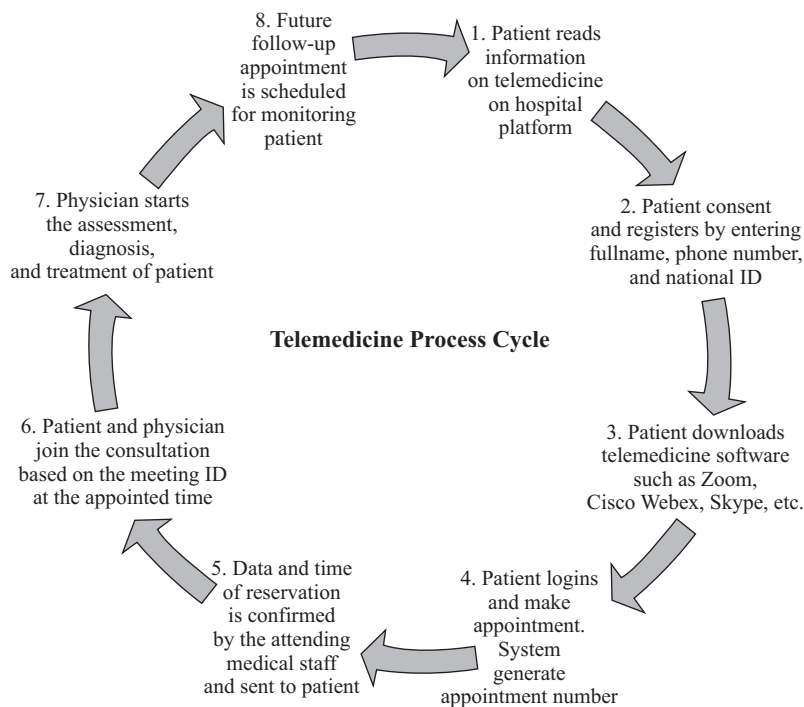 1. Patient reads
information
on telemedicine
on hospital
platform
2. Patient consent
and registers by entering
fullname, phone number,
and national ID
3. Patient downloads
telemedicine software
such as Zoom,
Cisco Webex, Skype, etc.
4. Patient logins
and make
appointment.
System
generate
appointment number
5. Data and time
of reservation
is confirmed
by the attending
medical staff
and sent to patient
6. Patient and physician
join the consultation
based on the meeting ID
at the appointed time
7. Physician starts
the assessment,
diagnosis,
and treatment of patient
8. Future
follow-up
appointment
is scheduled
for monitoring
patient
Telemedicine Process Cycle